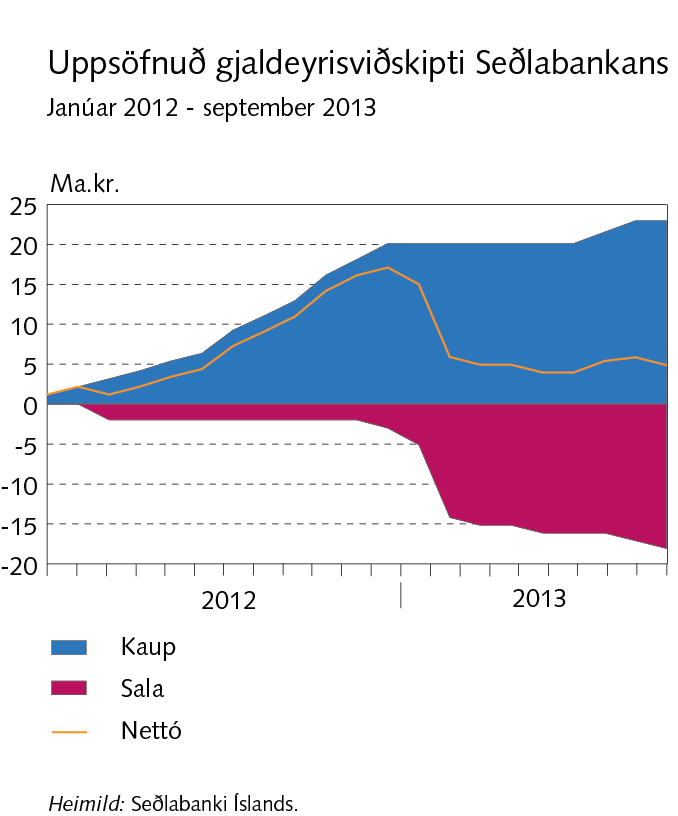 Uppsöfnuð gjaldeyrisviðskipti Seðlabankans
Janúar 2012 - september 2013
Ma.kr.
25
20
15
10
5
0
-5
-10
-15
-20
2012 2013
Kaup
Sala
Nettó
Heimild: Seðlabanki Íslands.